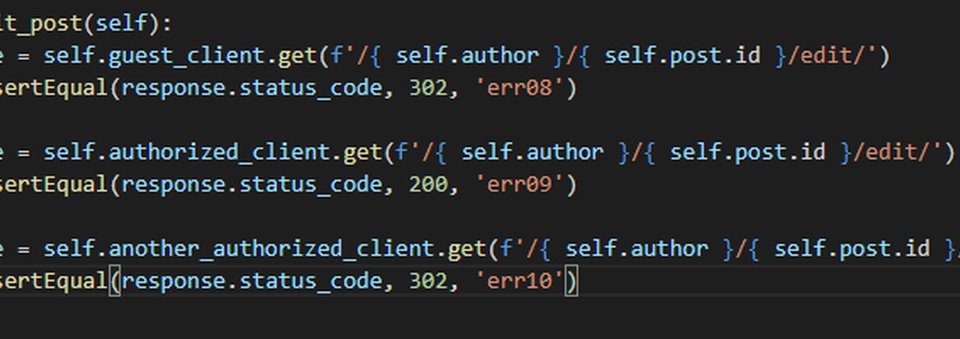 it_post(self):
e = self.guest_client.get(f'/{ self.author }/{ self.post.id }/edit/')
sertEqual(response.status_code, 302, 'err08')
e = self.authorized_client.get(f'/{ self.author }/{ self.post.id }/edit/')
sertEqual(response.status_code, 200, 'err09')
e = self.another_authorized_client.get(f'/{ self.author }/{ self.post.id }/
sertEqual(response.status_code, 302, 'err10')